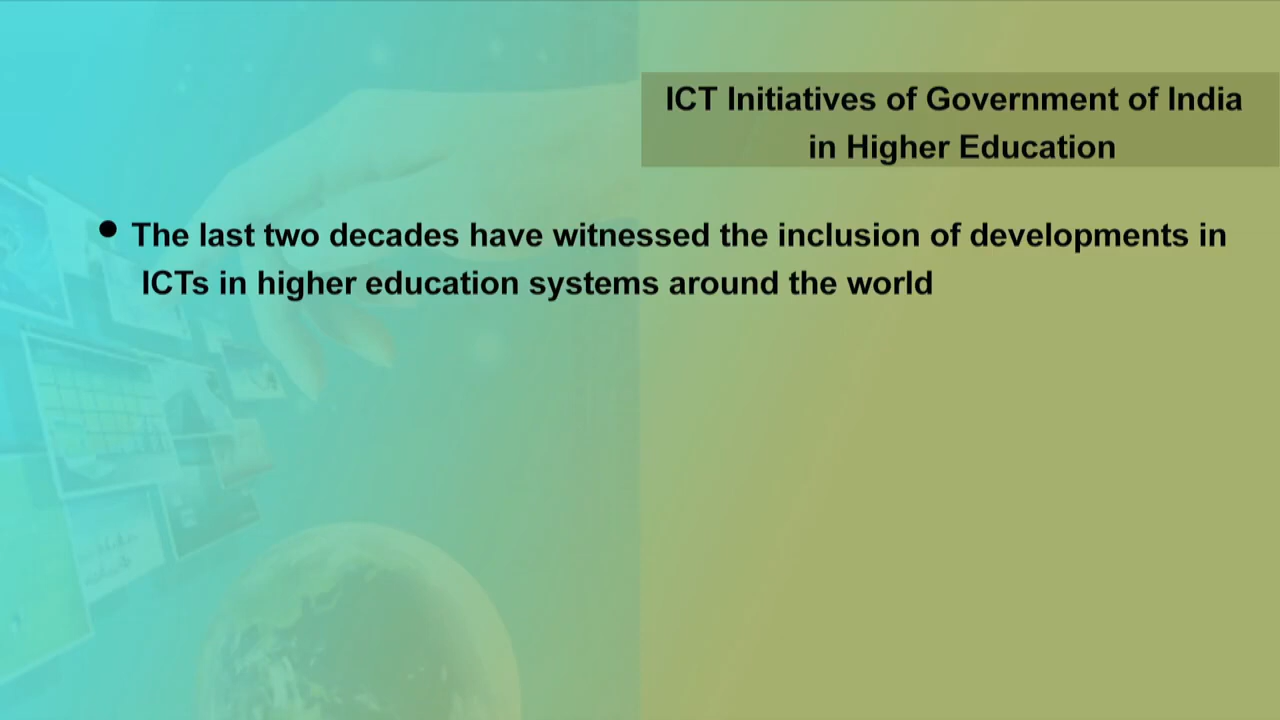 ICT Initiatives of Government of India
in Higher Education
• The last two decades have witnessed the inclusion of developments in
ICTs in higher education systems around the world